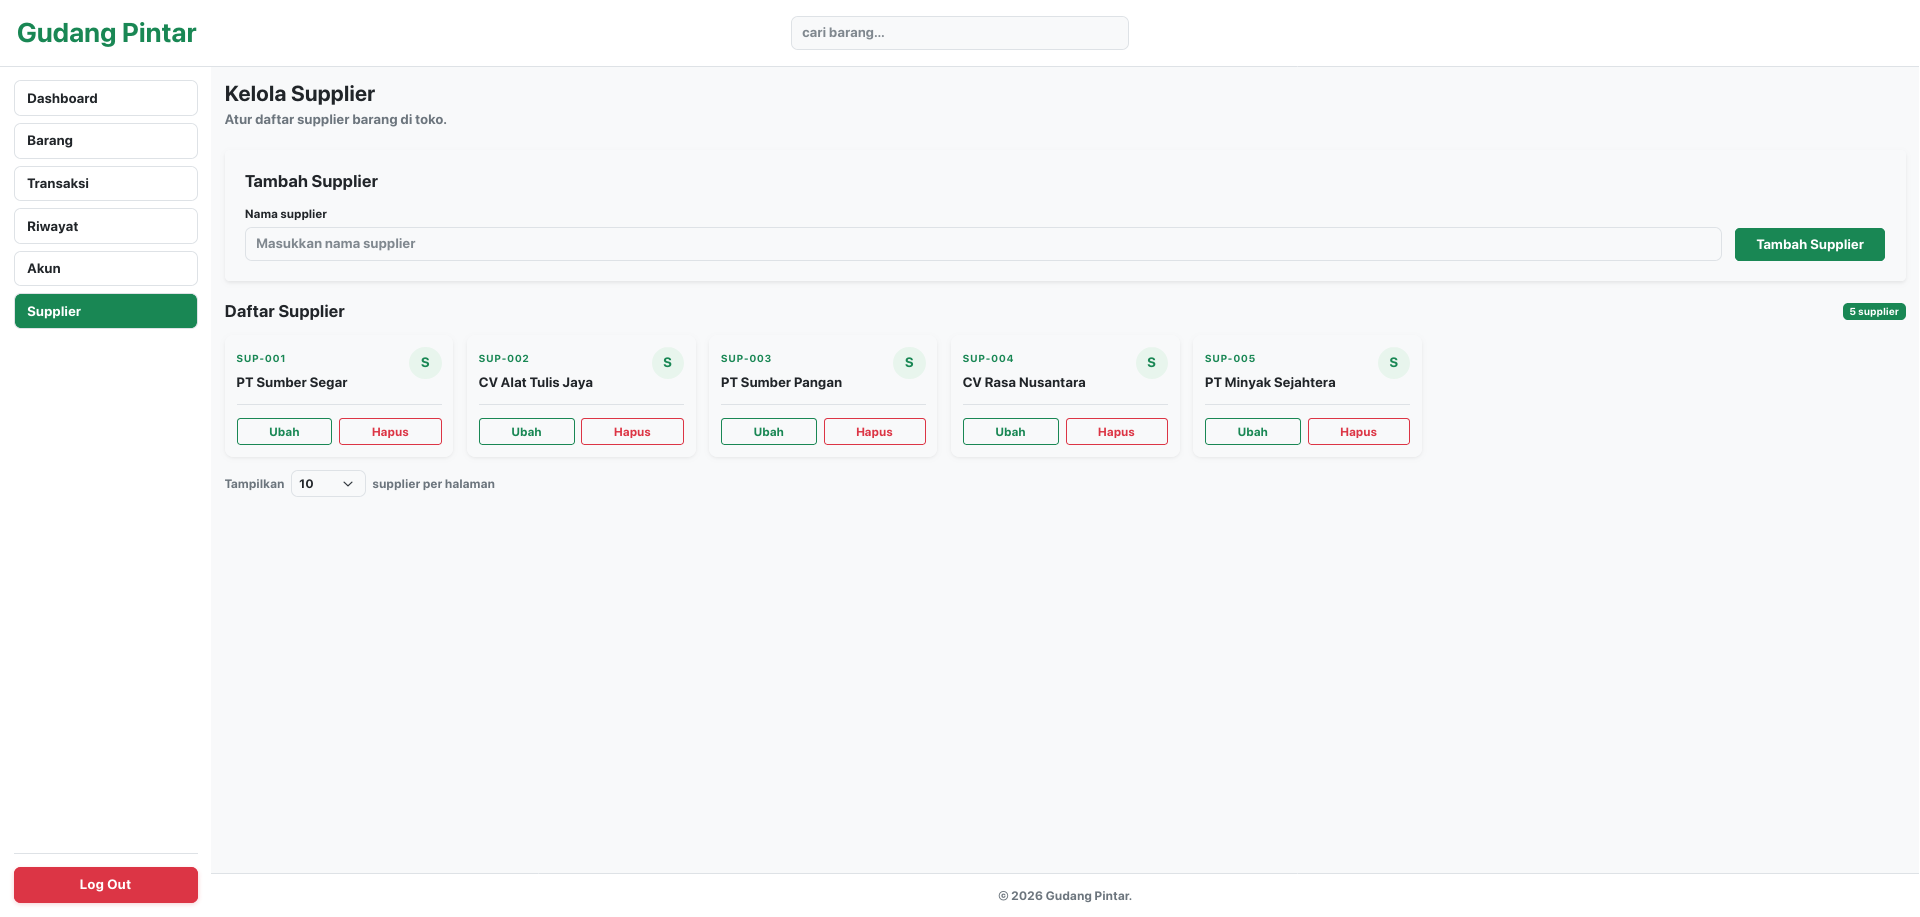 Gudang Pintar
cari barang...
Dashboard
Barang
Transaksi
Riwayat
Akun
Supplier
Log Out
Kelola Supplier
Atur daftar supplier barang di toko.
Tambah Supplier
Nama supplier
Masukkan nama supplier
Tambah Supplier
Daftar Supplier
5 supplier
SUP-001
S
PT Sumber Segar
Ubah
Hapus
SUP-002
S
CV Alat Tulis Jaya
Ubah
Hapus
SUP-003
S
PT Sumber Pangan
Ubah
Hapus
SUP-004
S
CV Rasa Nusantara
Ubah
Hapus
SUP-005
S
PT Minyak Sejahtera
Ubah
Hapus
Tampilkan 10 supplier per halaman
© 2026 Gudang Pintar.